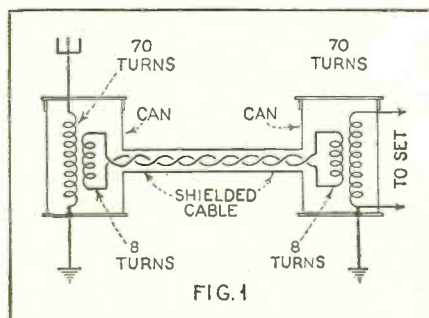 70
TURNS
70
TURNS
CAN
CAN
TO SET
SHIELDED
CABLE
8
TURNS
8
TURNS
FIG. 1